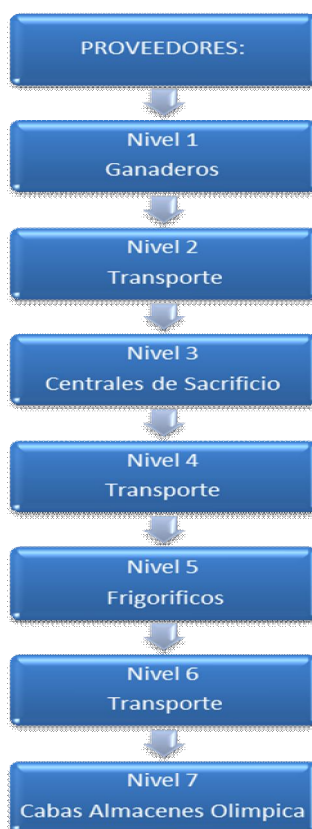 PROVEEDORES:
Nivel 1
Ganaderos
Nivel 2
Transporte
Nivel 3
Centrales de Sacrificio
Nivel 4
Transporte
Nivel 5
Frigorificos
Nivel 6
Transporte
Nivel 7
Cabas Almacenes Olimpica